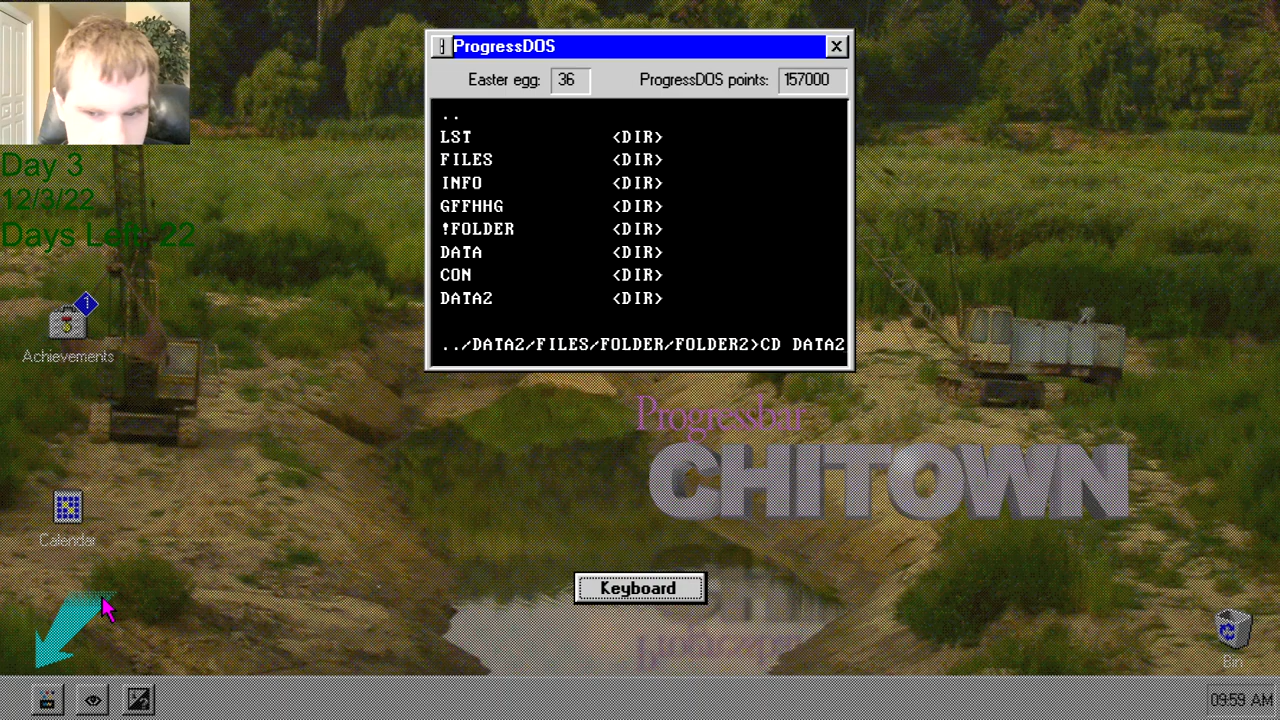 ProgressDOS
Easter egg: 36 ProgressDOS points: 157000
..
LST <DIR>
FILES <DIR>
INFO <DIR>
GFFHHG <DIR>
!FOLDER <DIR>
DATA <DIR>
CON <DIR>
DATA2 <DIR>
../DATA2/FILES/FOLDER/FOLDER2>CD DATA2
Day 3
12/3/22
Days Left: 22
1
Achievements
Progressbar
CHITOWN
Calendar
Keyboard
Bin
09:59 AM